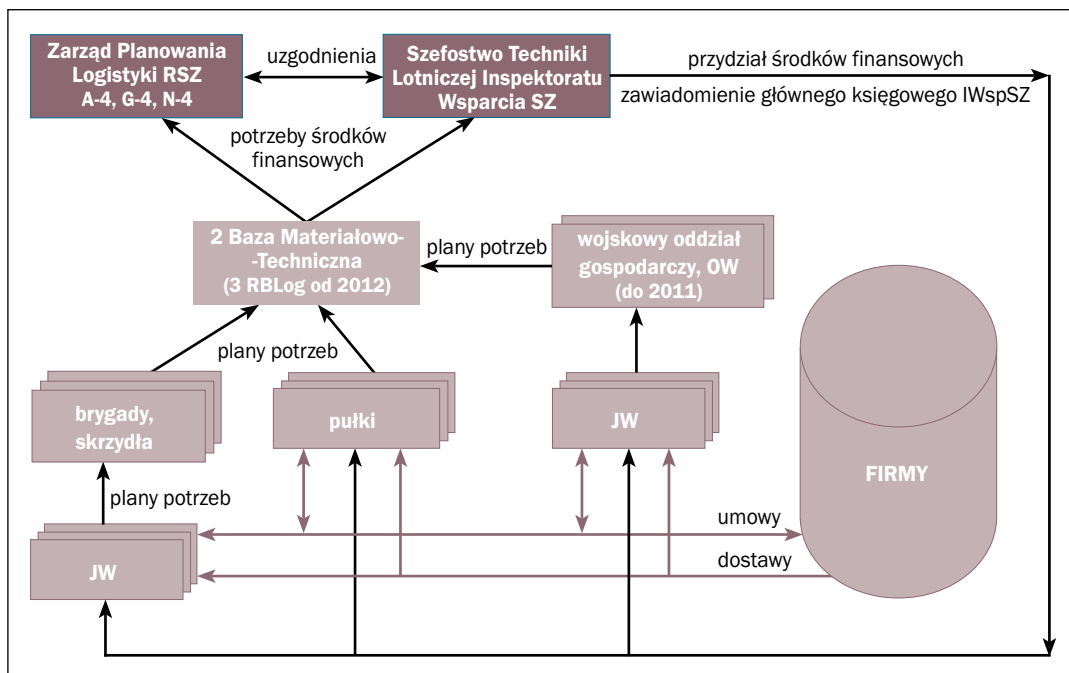 Zarząd Planowania
Logistyki RSZ
A-4, G-4, N-4
uzgodnienia
Szefostwo Techniki
Lotniczej Inspektoratu
Wsparcia SZ
przydział środków finansowych
zawiadomienie głównego księgowego IWspSZ
potrzeby środków
finansowych
2 Baza Materiałowo-
-Techniczna
(3 RBLog od 2012)
plany potrzeb
wojskowy oddział
gospodarczy, OW
(do 2011)
plany potrzeb
brygady,
skrzydła
pułki
JW
FIRMY
plany potrzeb
umowy
JW
dostawy